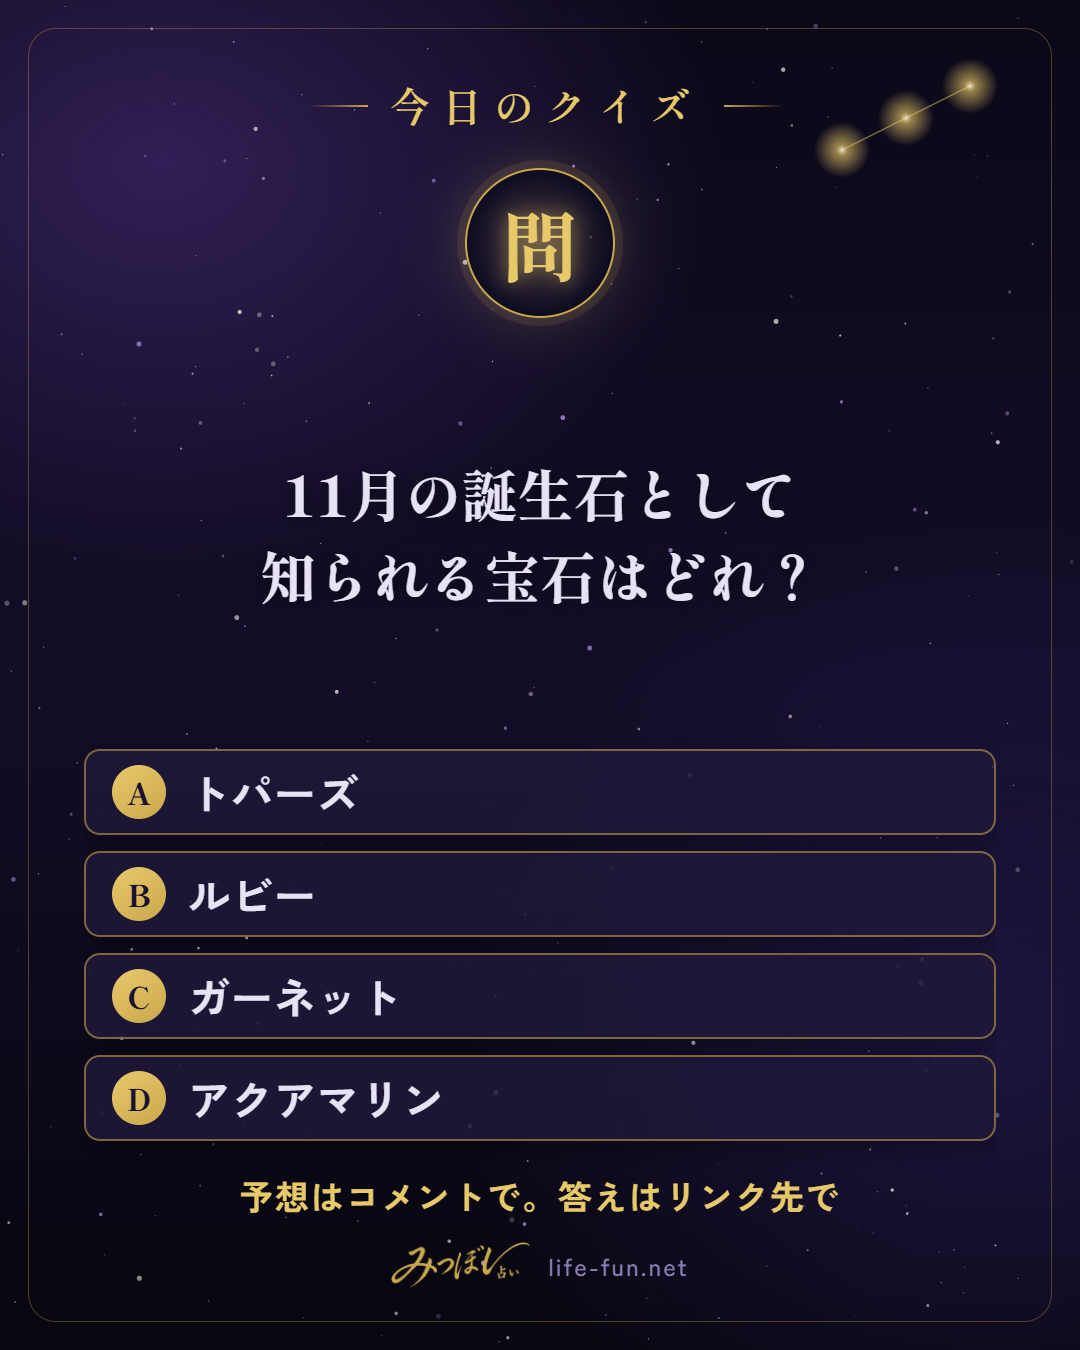 今日のクイズ
問
11月の誕生石として
知られる宝石はどれ？
A トパーズ
B ルビー
C ガーネット
D アクアマリン
予想はコメントで。答えはリンク先で
みつぼし占い life-fun.net